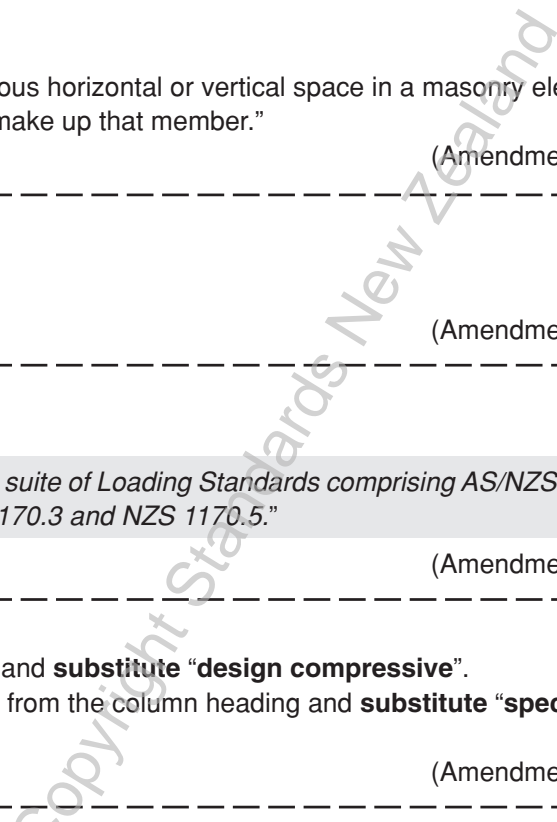 ous horizontal or vertical space in a masonry ele
make up that member.”
(Amendme
(Amendme
suite of Loading Standards comprising AS/NZS
170.3 and NZS 1170.5.”
(Amendme
and substitute “design compressive”.
from the column heading and substitute “spec
(Amendme
Copyright Standards New Zealand